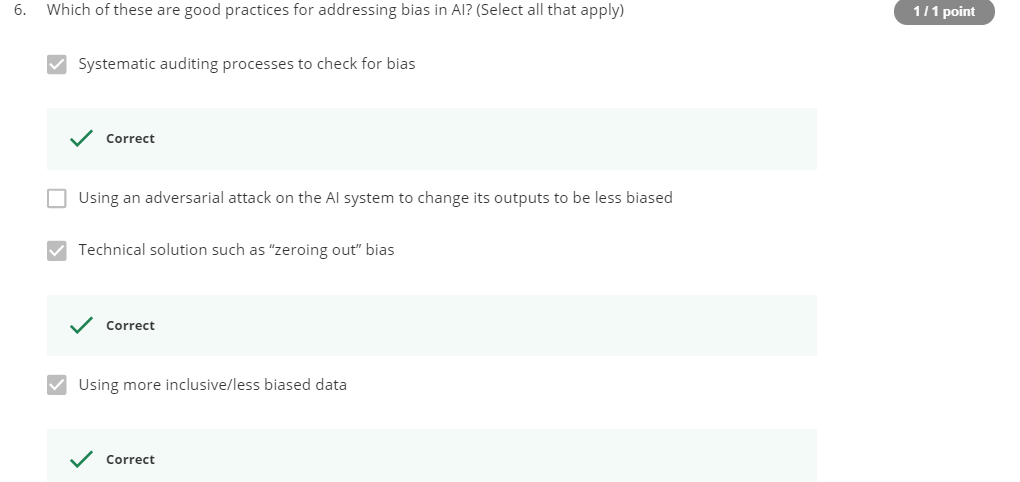 6. Which of these are good practices for addressing bias in AI? (Select all that apply)
1 / 1 point
Systematic auditing processes to check for bias
Correct
Using an adversarial attack on the AI system to change its outputs to be less biased
Technical solution such as “zeroing out” bias
Correct
Using more inclusive/less biased data
Correct